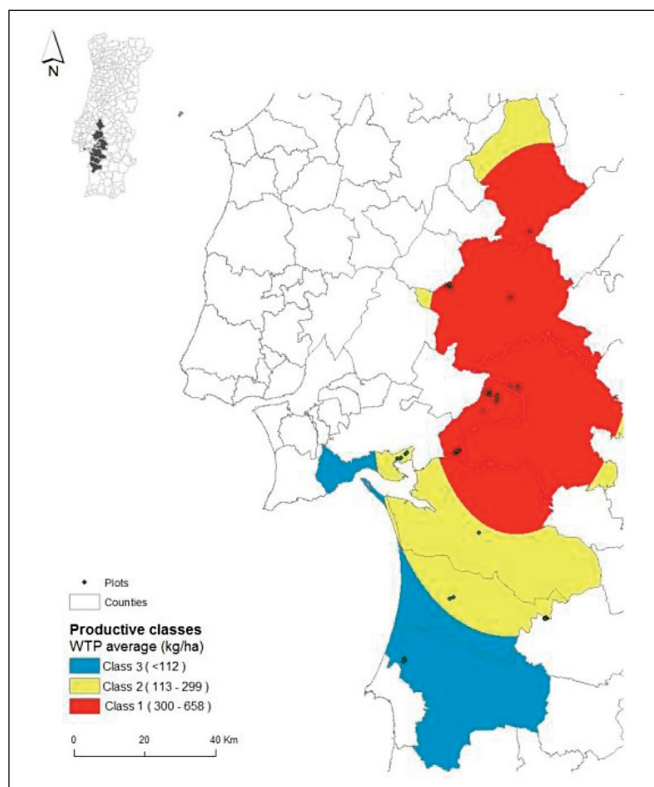 N
Plots
Counties
Productive classes
WTP average (kg/ha)
Class 3 ( <112)
Class 2 ( 113 - 299)
Class 1 ( 300 - 658 )
0 20 40 Km